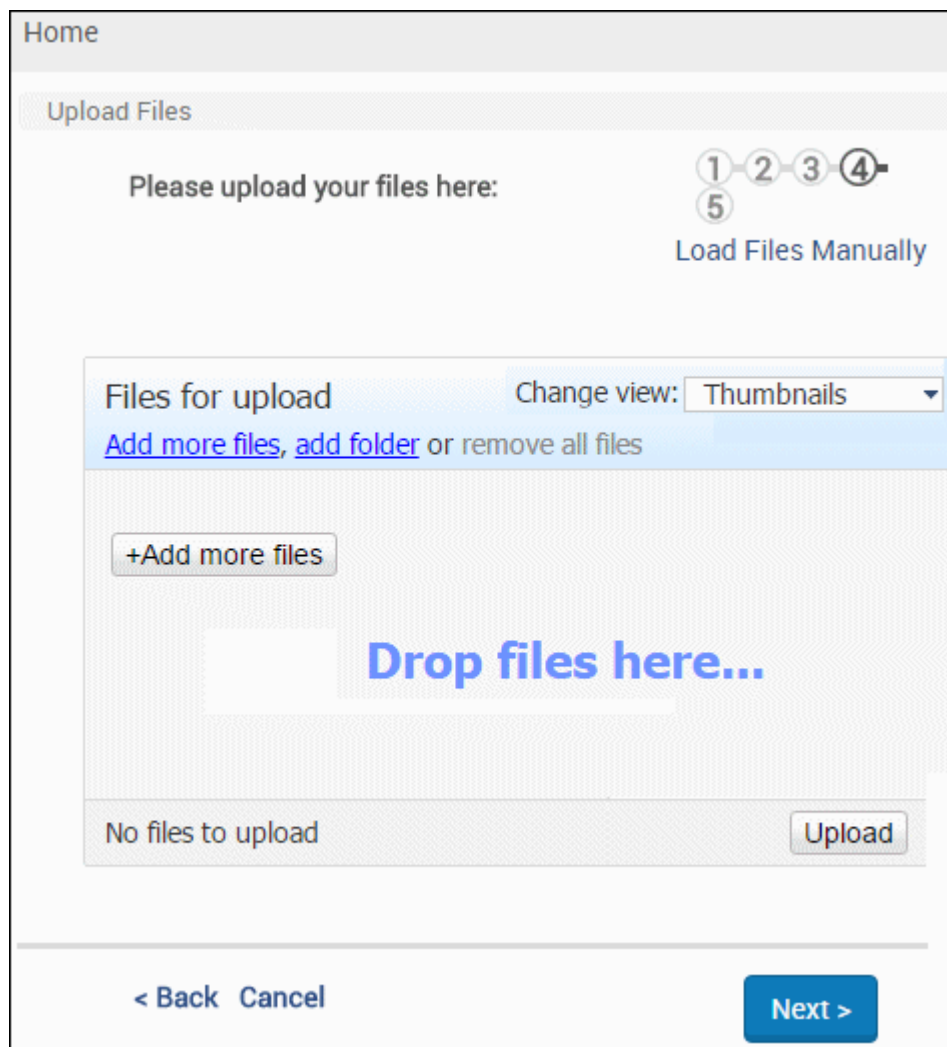 Home
Upload Files
Please upload your files here:
1 2 3 4
5
Load Files Manually
Files for upload
Change view: Thumbnails
Add more files, add folder or remove all files
+Add more files
Drop files here...
No files to upload
Upload
< Back Cancel
Next >